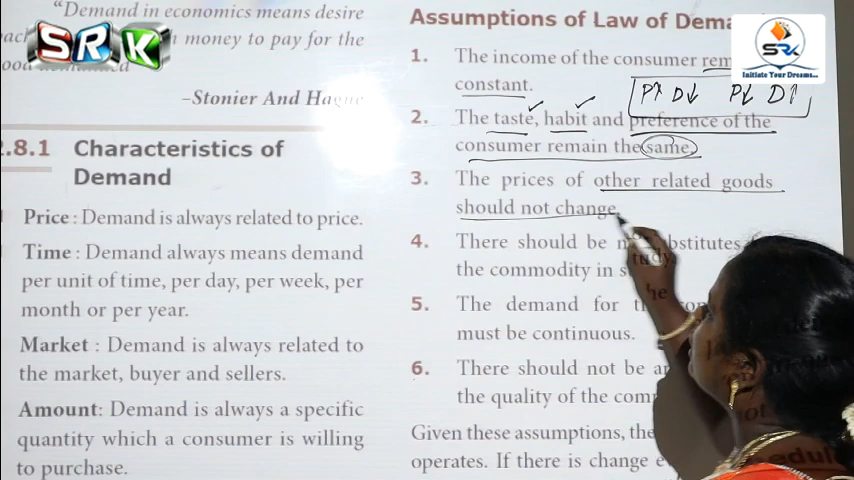 "Demand in economics means desire
money to pay for the
–Stonier And Hague
2.8.1 Characteristics of
Demand
Price : Demand is always related to price.
Time : Demand always means demand
per unit of time, per day, per week, per
month or per year.
Market : Demand is always related to
the market, buyer and sellers.
Amount: Demand is always a specific
quantity which a consumer is willing
to purchase.
Assumptions of Law of
1. The income of the consumer
constant.
P↑ D↓ P↓ D↑
2. The taste, habit and preference of the
consumer remain the same.
3. The prices of other related goods
should not change.
4. There should be
the commodity in
5. The demand for
must be continuous.
6. There should not be
the quality of the
Given these assumptions, the
operates. If there is change
SRK
SRK
Initiate Your Dreams...